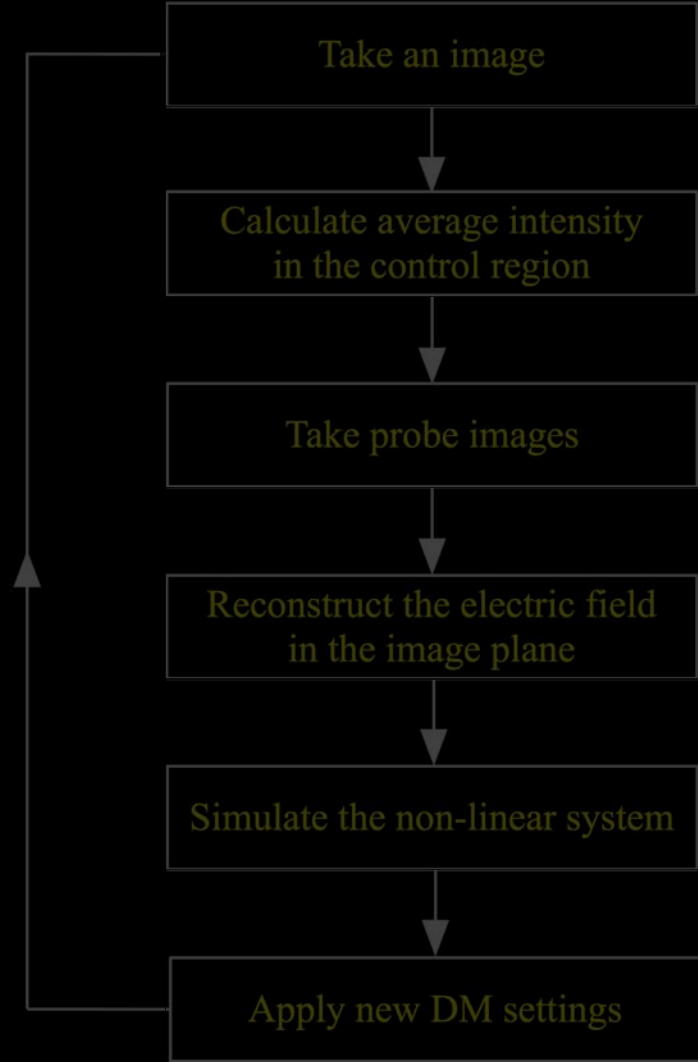 Take an image
Calculate average intensity
in the control region
Take probe images
Reconstruct the electric field
in the image plane
Simulate the non-linear system
Apply new DM settings